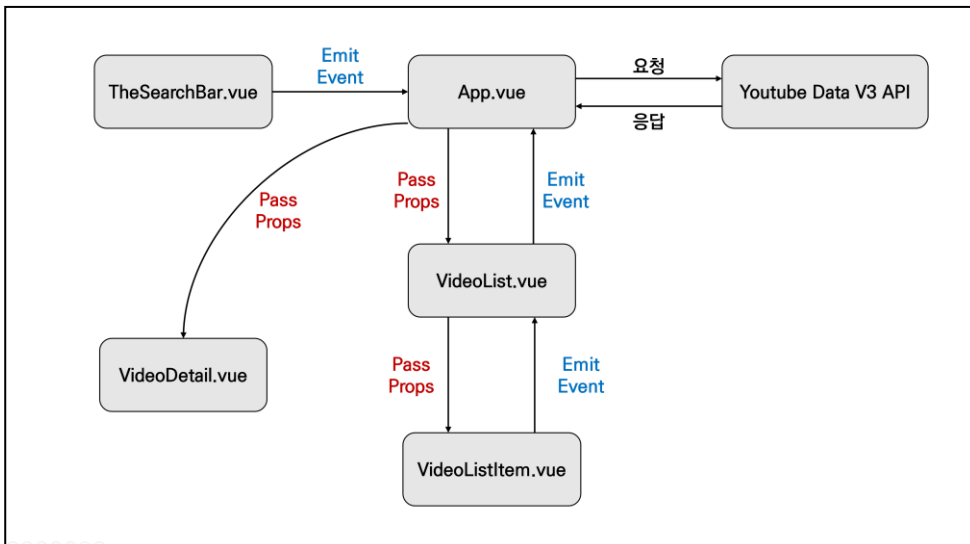 Emit
Event
요청
TheSearchBar.vue
App.vue
Youtube Data V3 API
응답
Pass
Props
Pass
Props
Emit
Event
VideoList.vue
VideoDetail.vue
Pass
Props
Emit
Event
VideoListItem.vue